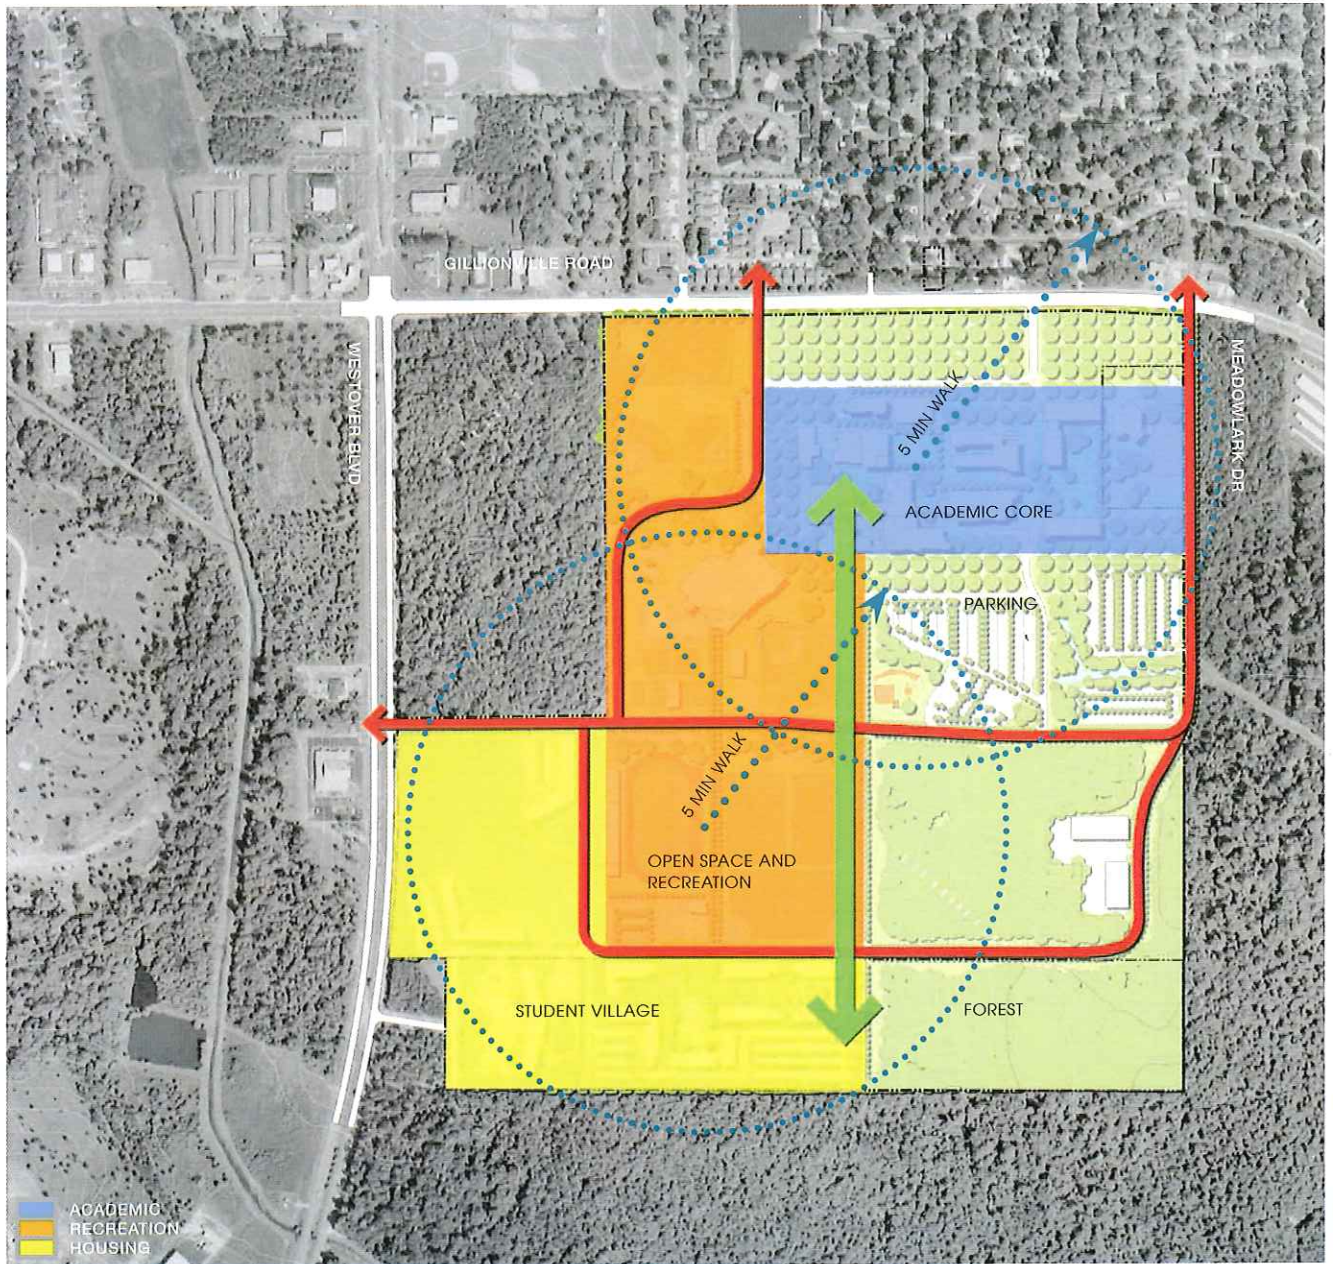 GILLIONVILLE ROAD
WESTOVER BLVD
MEADOWLARK DR
5 MIN WALK
ACADEMIC CORE
PARKING
5 MIN WALK
OPEN SPACE AND
RECREATION
STUDENT VILLAGE
FOREST
ACADEMIC
RECREATION
HOUSING